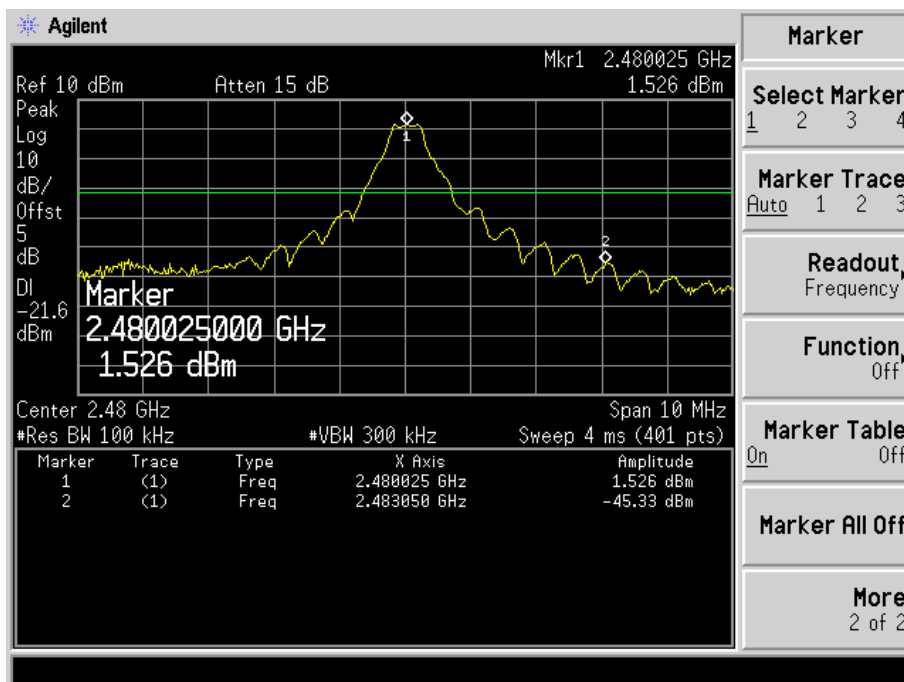 Agilent
Mkr1 2.480025 GHz
Ref 10 dBm Atten 15 dB 1.526 dBm
Peak
Log
10
dB/
Offst
5
dB
DI
-21.6
dBm
1
2
Marker
2.480025000 GHz
1.526 dBm
Center 2.48 GHz Span 10 MHz
#Res BW 100 kHz #VBW 300 kHz Sweep 4 ms (401 pts)
Marker Trace Type X Axis Amplitude
1 (1) Freq 2.480025 GHz 1.526 dBm
2 (1) Freq 2.483050 GHz -45.33 dBm
Marker
Select Marker
1 2 3 4
Marker Trace
Auto 1 2 3
Readout
Frequency
Function
Off
Marker Table
On Off
Marker All Off
More
2 of 2